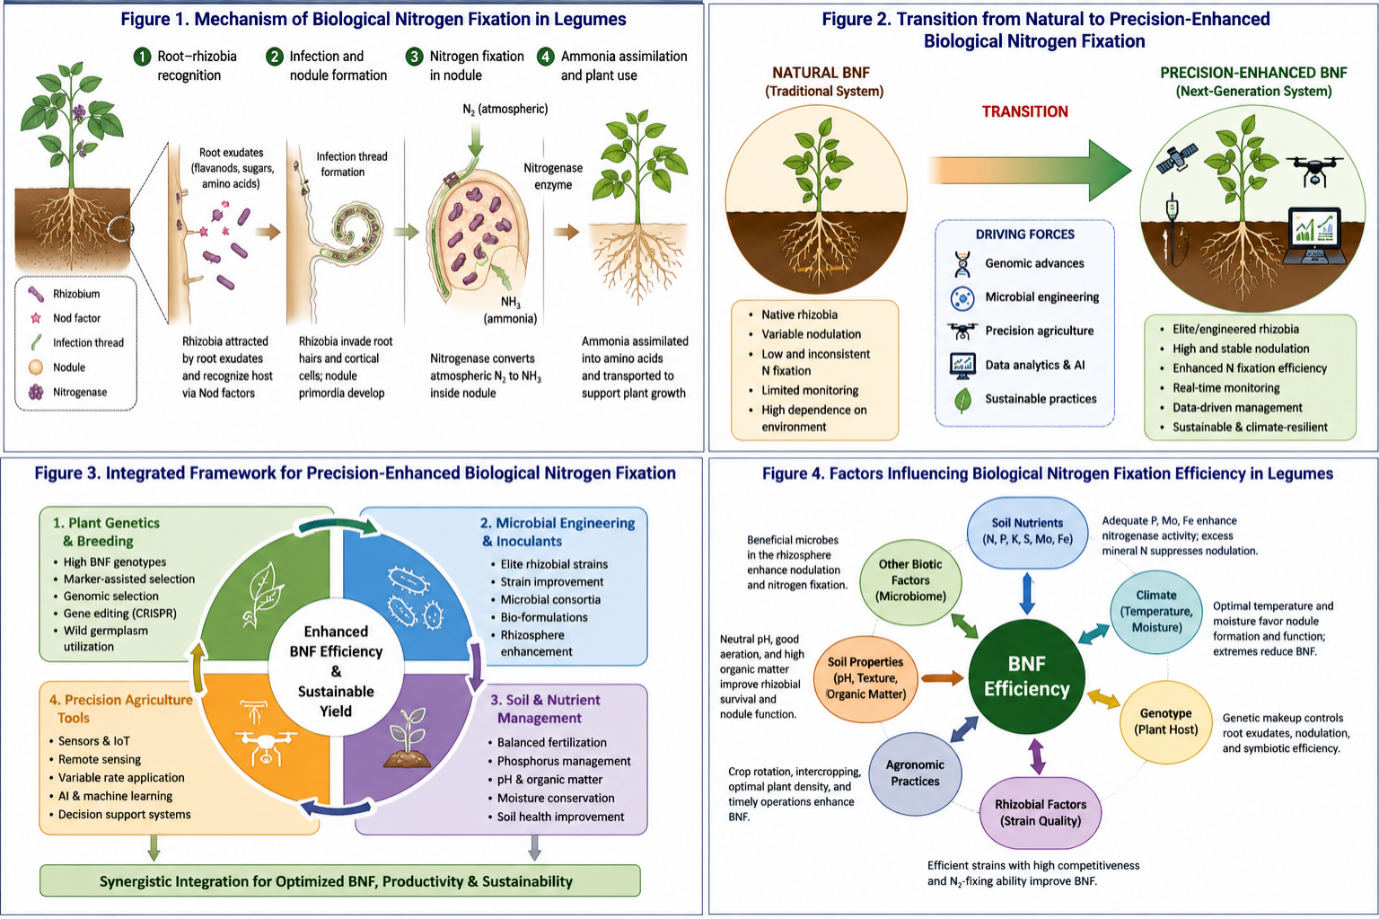 Figure 1. Mechanism of Biological Nitrogen Fixation in Legumes
1 Root–rhizobia
recognition
2 Infection and
nodule formation
3 Nitrogen fixation
in nodule
4 Ammonia assimilation
and plant use
Root exudates
(flavanods, sugars,
amino acids)
Infection thread
formation
N₂ (atmospheric)
Nitrogenase
enzyme
NH₃
(ammonia)
Rhizobium
Nod factor
Infection thread
Nodule
Nitrogenase
Rhizobia attracted
by root exudates
and recognize host
via Nod factors
Rhizobia invade root
hairs and cortical
cells; nodule
primordia develop
Nitrogenase converts
atmospheric N₂ to NH₃
inside nodule
Ammonia assimilated
into amino acids
and transported to
support plant growth
Figure 2. Transition from Natural to Precision-Enhanced
Biological Nitrogen Fixation
NATURAL BNF
(Traditional System)
TRANSITION
PRECISION-ENHANCED BNF
(Next-Generation System)
DRIVING FORCES
Genomic advances
Microbial engineering
Precision agriculture
Data analytics & AI
Sustainable practices
• Native rhizobia
• Variable nodulation
• Low and inconsistent
N fixation
• Limited monitoring
• High dependence on
environment
• Elite/engineered rhizobia
• High and stable nodulation
• Enhanced N fixation efficiency
• Real-time monitoring
• Data-driven management
• Sustainable & climate-resilient
Figure 3. Integrated Framework for Precision-Enhanced Biological Nitrogen Fixation
1. Plant Genetics
& Breeding
• High BNF genotypes
• Marker-assisted selection
• Genomic selection
• Gene editing (CRISPR)
• Wild germplasm
utilization
2. Microbial Engineering
& Inoculants
• Elite rhizobial strains
• Strain improvement
• Microbial consortia
• Bio-formulations
• Rhizosphere
enhancement
Enhanced
BNF Efficiency
&
Sustainable
Yield
4. Precision Agriculture
Tools
• Sensors & IoT
• Remote sensing
• Variable rate application
• AI & machine learning
• Decision support systems
3. Soil & Nutrient
Management
• Balanced fertilization
• Phosphorus management
• pH & organic matter
• Moisture conservation
• Soil health improvement
Synergistic Integration for Optimized BNF, Productivity & Sustainability
Figure 4. Factors Influencing Biological Nitrogen Fixation Efficiency in Legumes
Soil Nutrients
(N, P, K, S, Mo, Fe)
Adequate P, Mo, Fe enhance
nitrogenase activity; excess
mineral N suppresses nodulation.
Beneficial microbes
in the rhizosphere
enhance nodulation
and nitrogen fixation.
Other Biotic
Factors
(Microbiome)
Climate
(Temperature,
Moisture)
Optimal temperature and
moisture favor nodule
formation and function;
extremes reduce BNF.
Neutral pH, good
aeration, and high
organic matter
improve rhizobial
survival and
nodule function.
Soil Properties
(pH, Texture,
Organic Matter)
BNF
Efficiency
Genotype
(Plant Host)
Genetic makeup controls
root exudates, nodulation,
and symbiotic efficiency.
Crop rotation, intercropping,
optimal plant density, and
timely operations enhance
BNF.
Agronomic
Practices
Rhizobial Factors
(Strain Quality)
Efficient strains with high competitiveness
and N₂-fixing ability improve BNF.